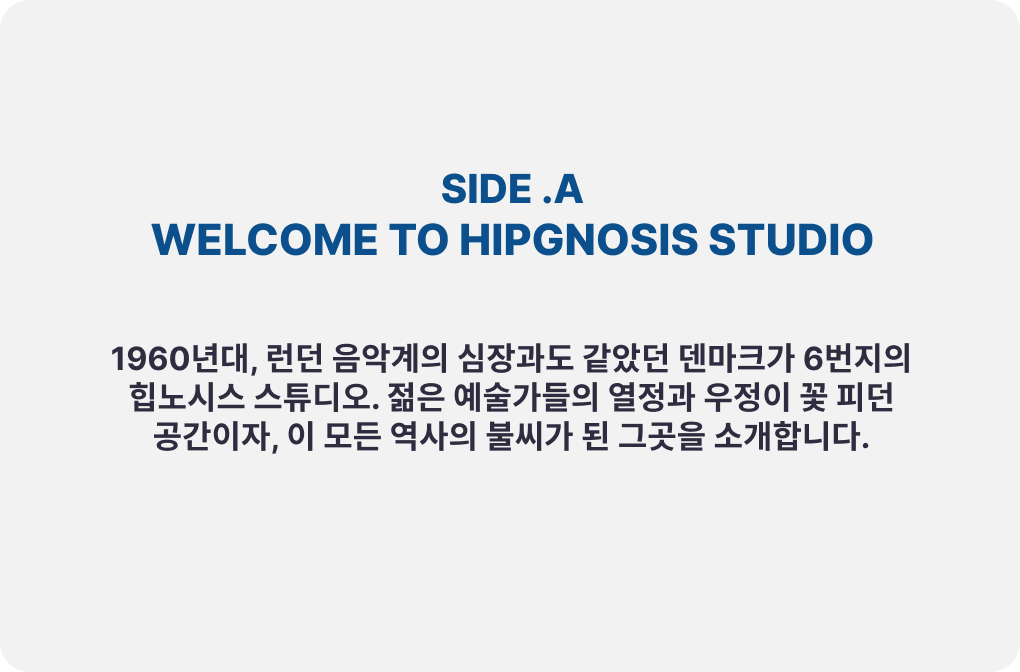 SIDE .A
WELCOME TO HIPGNOSIS STUDIO
1960년대, 런던 음악계의 심장과도 같았던 덴마크가 6번지의
힙노시스 스튜디오. 젊은 예술가들의 열정과 우정이 꽃 피던
공간이자, 이 모든 역사의 불씨가 된 그곳을 소개합니다.